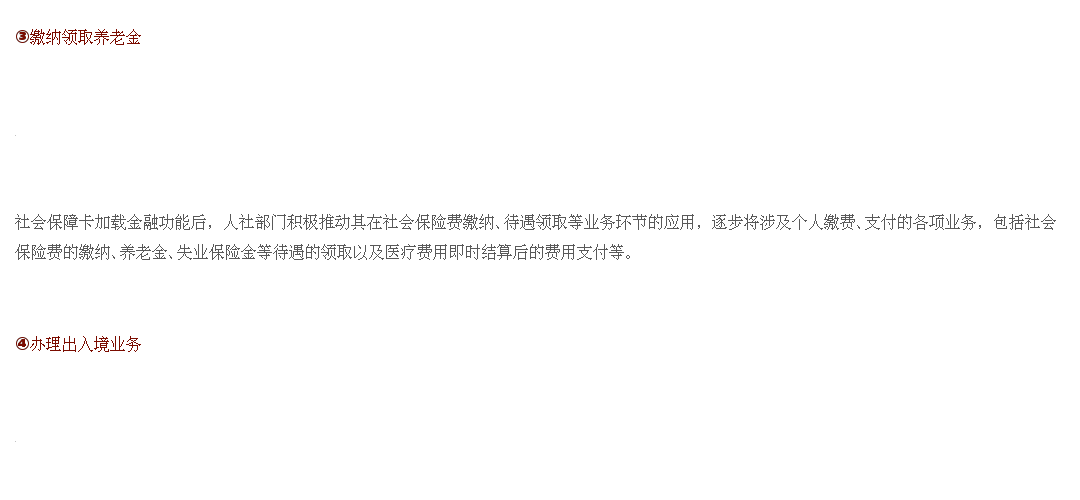 ③缴纳领取养老金
社会保障卡加载金融功能后，人社部门积极推动其在社会保险费缴纳、待遇领取等业务环节的应用，逐步将涉及个人缴费、支付的各项业务，包括社会
保险费的缴纳、养老金、失业保险金等待遇的领取以及医疗费用即时结算后的费用支付等。
④办理出入境业务